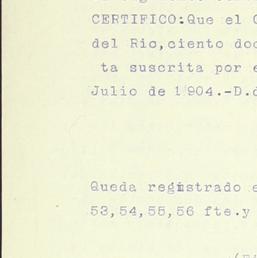 CERTIFICO:Que el
del Rio,ciento doc
ta suscrita por e
Julio de 1904.-D.d
Queda registrado e
53,54,55,56 fte.y